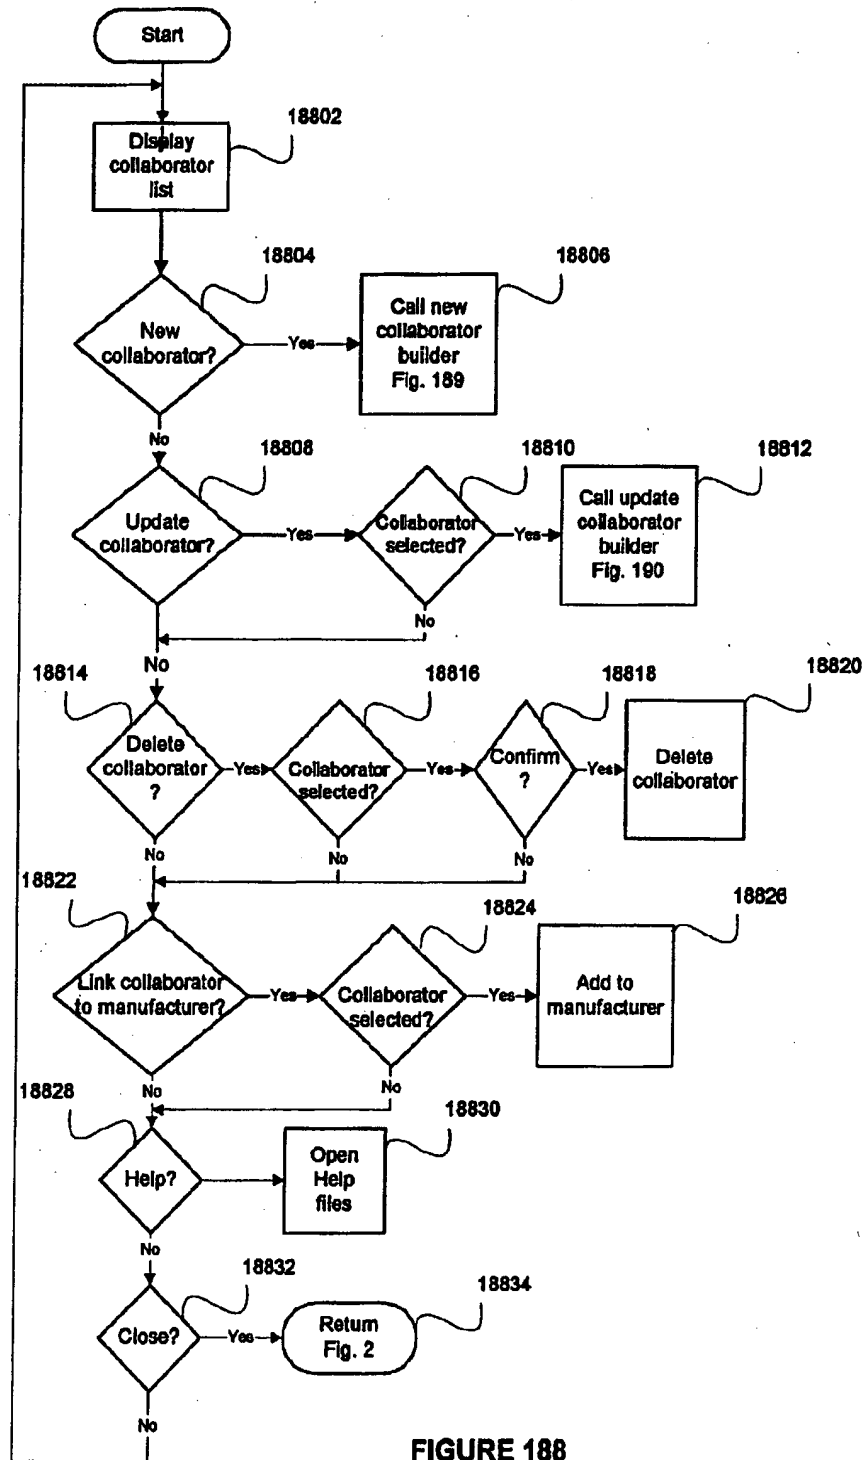 Start
18802
Display
collaborator
list
18804
18806
New
collaborator?
Yes
Call new
collaborator
builder
Fig. 189
No
18808
18810
18812
Update
collaborator?
Yes
Collaborator
selected?
Yes
Call update
collaborator
builder
Fig. 190
No
No
18814
18816
18818
18820
Delete
collaborator
?
Yes
Collaborator
selected?
Yes
Confirm
?
Yes
Delete
collaborator
No
No
No
18822
18824
18826
Link collaborator
to manufacturer?
Yes
Collaborator
selected?
Yes
Add to
manufacturer
No
No
18828
18830
Help?
Open
Help
files
No
18832
18834
Close?
Yes
Return
Fig. 2
No
FIGURE 188